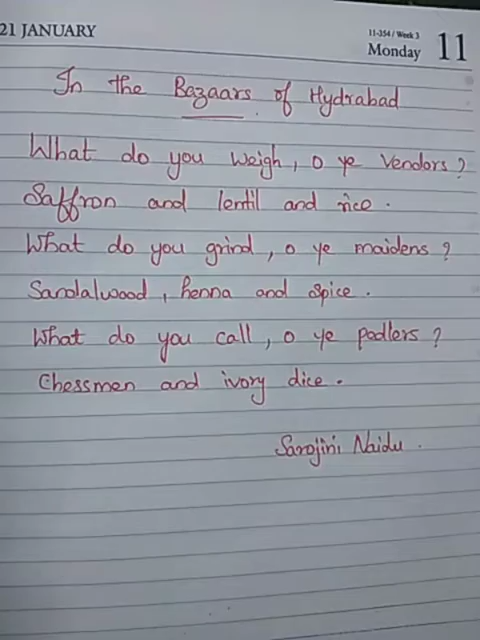 21 JANUARY
11-354 / Week 3
Monday 11
In the Bazaars of Hydrabad
What do you weigh, o ye vendors?
Saffron and lentil and rice.
What do you grind, o ye maidens?
Sandalwood, henna and spice.
What do you call, o ye pedlers?
Chessmen and ivory dice.
Sarojini Naidu.